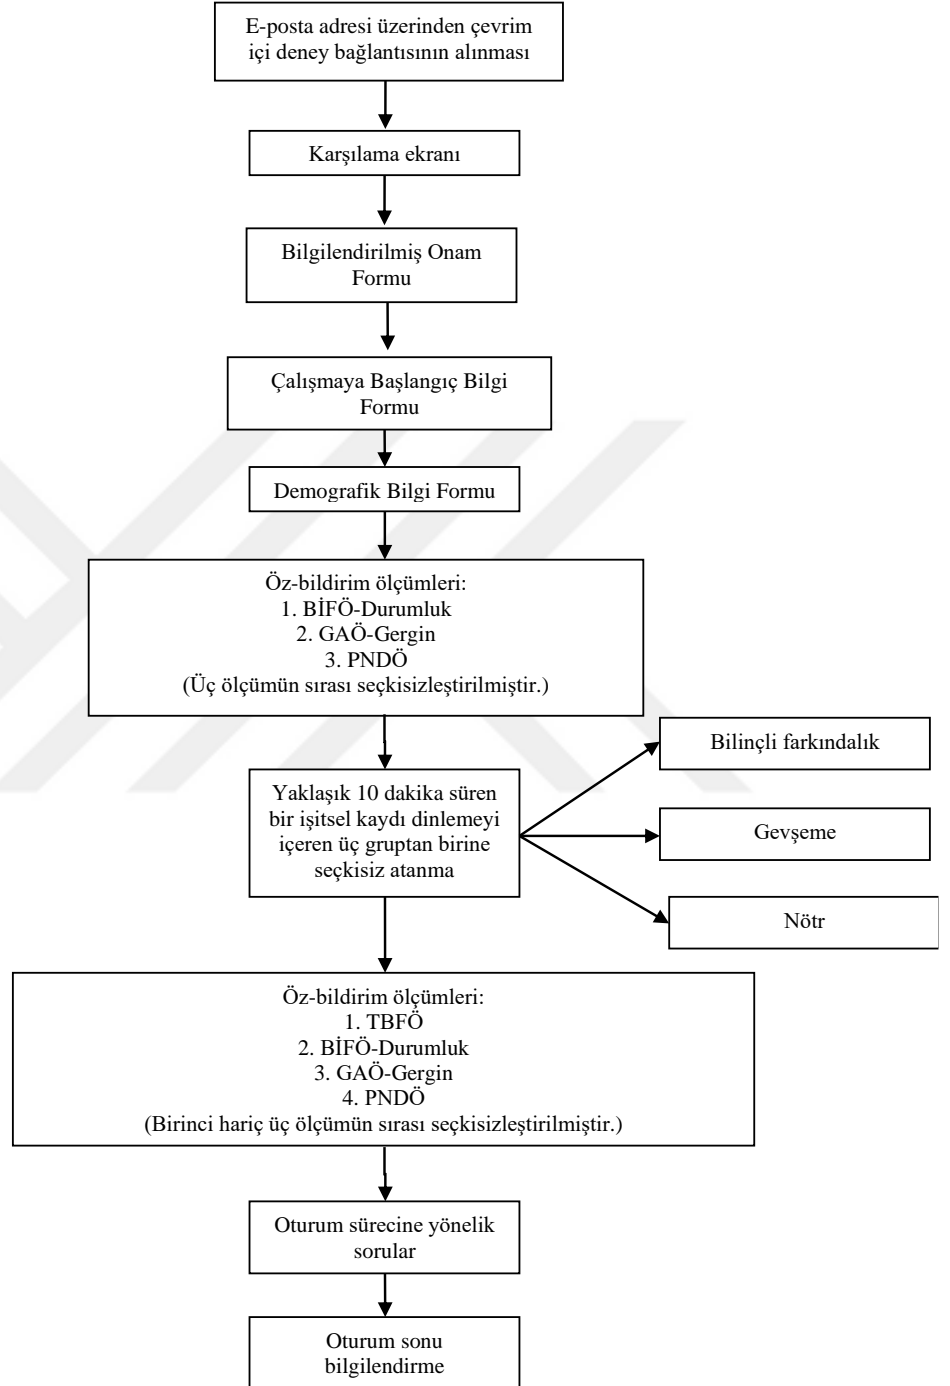 E-posta adresi üzerinden çevrim
içi deney bağlantısının alınması
Karşılama ekranı
Bilgilendirilmiş Onam
Formu
Çalışmaya Başlangıç Bilgi
Formu
Demografik Bilgi Formu
Öz-bildirim ölçümleri:
1. BİFÖ-Durumluk
2. GAÖ-Gergin
3. PNDÖ
(Üç ölçümün sırası seçkisizleştirilmiştir.)
Yaklaşık 10 dakika süren
bir işitsel kaydı dinlemeyi
içeren üç gruptan birine
seçkisiz atanma
Bilinçli farkındalık
Gevşeme
Nötr
Öz-bildirim ölçümleri:
1. TBFÖ
2. BİFÖ-Durumluk
3. GAÖ-Gergin
4. PNDÖ
(Birinci hariç üç ölçümün sırası seçkisizleştirilmiştir.)
Oturum sürecine yönelik
sorular
Oturum sonu
bilgilendirme